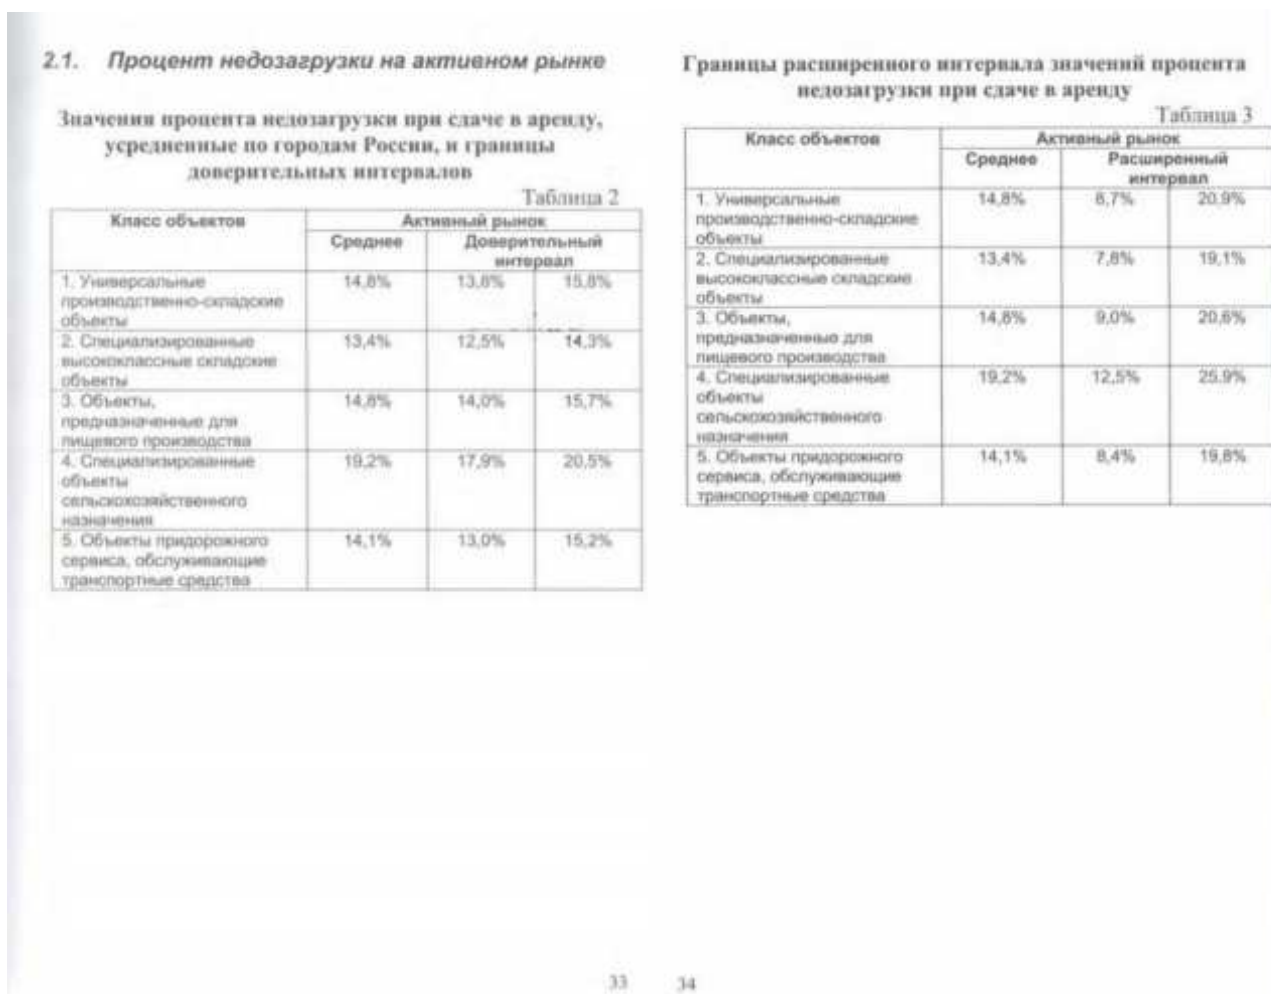 2.1. Процент недозагрузки на активном рынке
Значения процента недозагрузки при сдаче в аренду,
усредненные по городам России, и границы
доверительных интервалов
Таблица 2
Класс объектов Активный рынок
Среднее Доверительный
интервал
1. Универсальные 14,8% 13,8% 15,8%
производственно-складские
объекты
2. Специализированные 13,4% 12,5% 14,3%
высококлассные складские
объекты
3. Объекты, 14,8% 14,0% 15,7%
предназначенные для
пищевого производства
4. Специализированные 19,2% 17,9% 20,5%
объекты
сельскохозяйственного
назначения
5. Объекты придорожного 14,1% 13,0% 15,2%
сервиса, обслуживающие
транспортные средства
33
Границы расширенного интервала значений процента
недозагрузки при сдаче в аренду
Таблица 3
Класс объектов Активный рынок
Среднее Расширенный
интервал
1. Универсальные 14,8% 8,7% 20,9%
производственно-складские
объекты
2. Специализированные 13,4% 7,8% 19,1%
высококлассные складские
объекты
3. Объекты, 14,8% 9,0% 20,6%
предназначенные для
пищевого производства
4. Специализированные 19,2% 12,5% 25,9%
объекты
сельскохозяйственного
назначения
5. Объекты придорожного 14,1% 8,4% 19,8%
сервиса, обслуживающие
транспортные средства
34